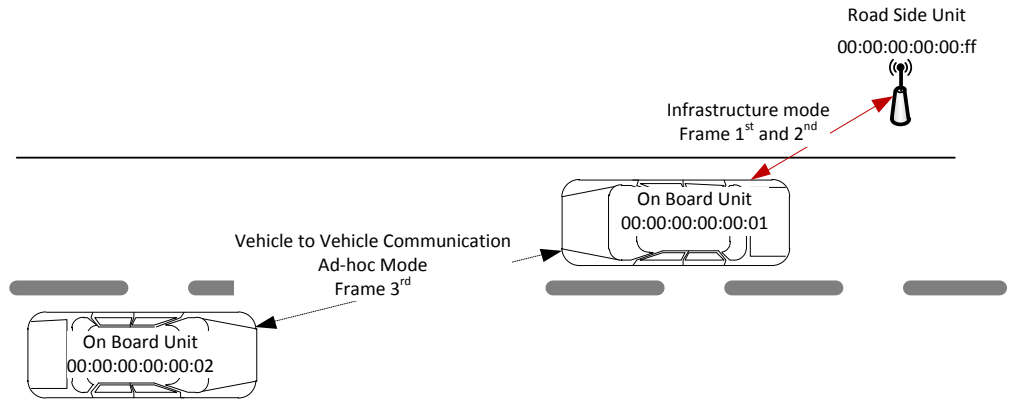 Road Side Unit
00:00:00:00:00:ff
Infrastructure mode
Frame 1st and 2nd
On Board Unit
00:00:00:00:00:01
Vehicle to Vehicle Communication
Ad-hoc Mode
Frame 3rd
On Board Unit
00:00:00:00:00:02